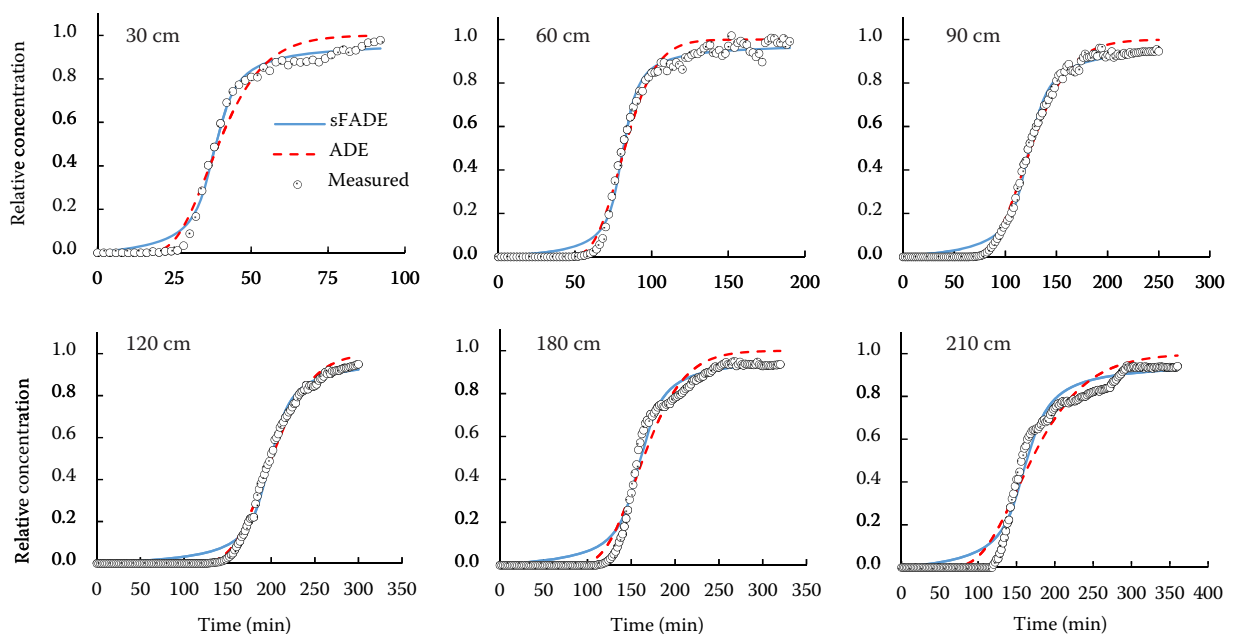 30 cm
60 cm
90 cm
Relative concentration
1.0
0.8
0.6
0.4
0.2
0.0
sFADE
ADE
Measured
0 25 50 75 100
1.0
0.8
0.6
0.4
0.2
0.0
0 50 100 150 200
1.0
0.8
0.6
0.4
0.2
0.0
0 50 100 150 200 250 300
120 cm
180 cm
210 cm
Relative concentration
1.0
0.8
0.6
0.4
0.2
0.0
0 50 100 150 200 250 300 350
Time (min)
1.0
0.8
0.6
0.4
0.2
0.0
0 50 100 150 200 250 300 350
Time (min)
1.0
0.8
0.6
0.4
0.2
0.0
0 50 100 150 200 250 300 350 400
Time (min)